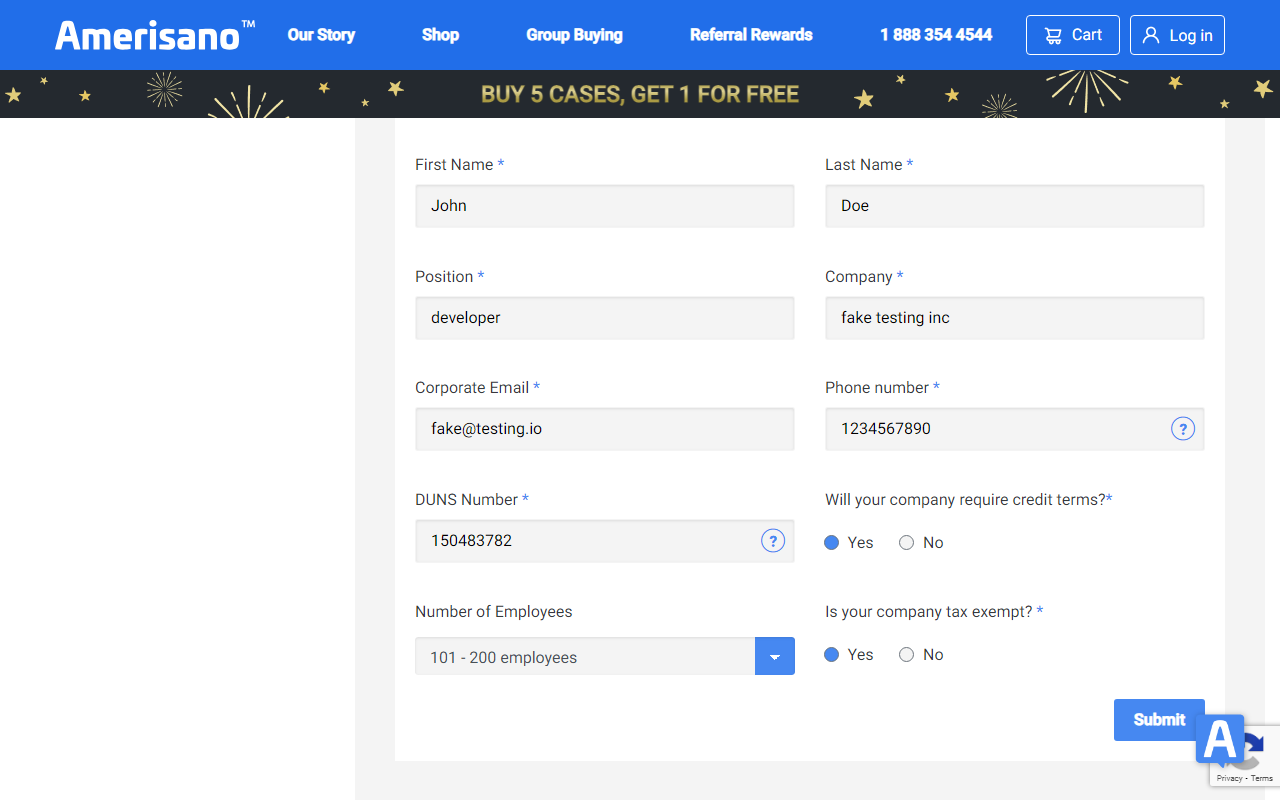 Amerisano™ Our Story Shop Group Buying Referral Rewards 1 888 354 4544 Cart Log in
BUY 5 CASES, GET 1 FOR FREE
First Name * Last Name *
John Doe
Position * Company *
developer fake testing inc
Corporate Email * Phone number *
fake@testing.io 1234567890 ?
DUNS Number * Will your company require credit terms?*
150483782 ? Yes No
Number of Employees Is your company tax exempt? *
101 - 200 employees Yes No
Submit
A
Privacy - Terms